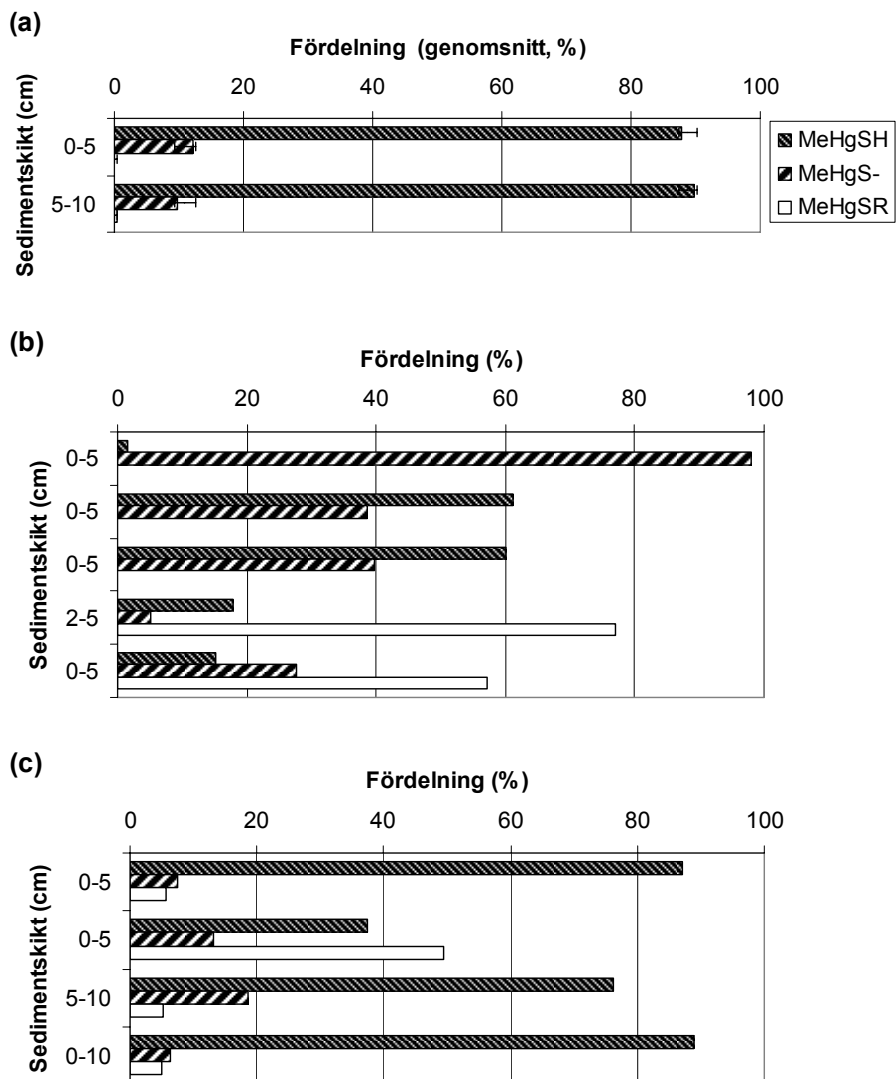 (a)
Fördelning (genomsnitt, %)
0 20 40 60 80 100
Sedimentskikt (cm)
0-5
5-10
MeHgSH
MeHgS-
MeHgSR
(b)
Fördelning (%)
0 20 40 60 80 100
Sedimentskikt (cm)
0-5
0-5
0-5
2-5
0-5
(c)
Fördelning (%)
0 20 40 60 80 100
Sedimentskikt (cm)
0-5
0-5
5-10
0-10